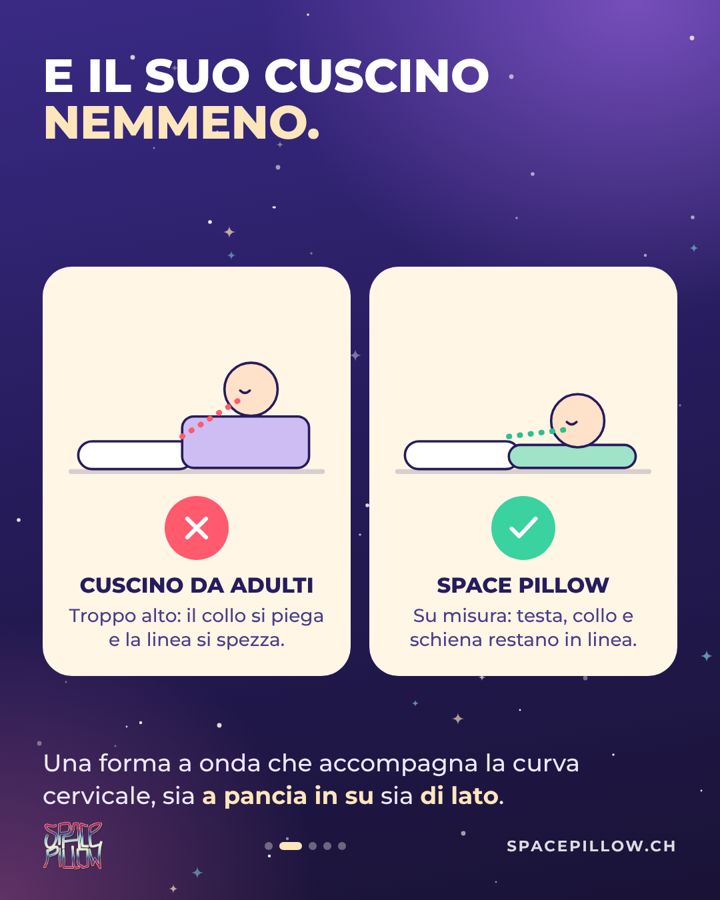 E IL SUO CUSCINO
NEMMENO.
CUSCINO DA ADULTI
Troppo alto: il collo si piega
e la linea si spezza.
SPACE PILLOW
Su misura: testa, collo e
schiena restano in linea.
Una forma a onda che accompagna la curva
cervicale, sia a pancia in su sia di lato.
SPACE
PILLOW
SPACEPILLOW.CH